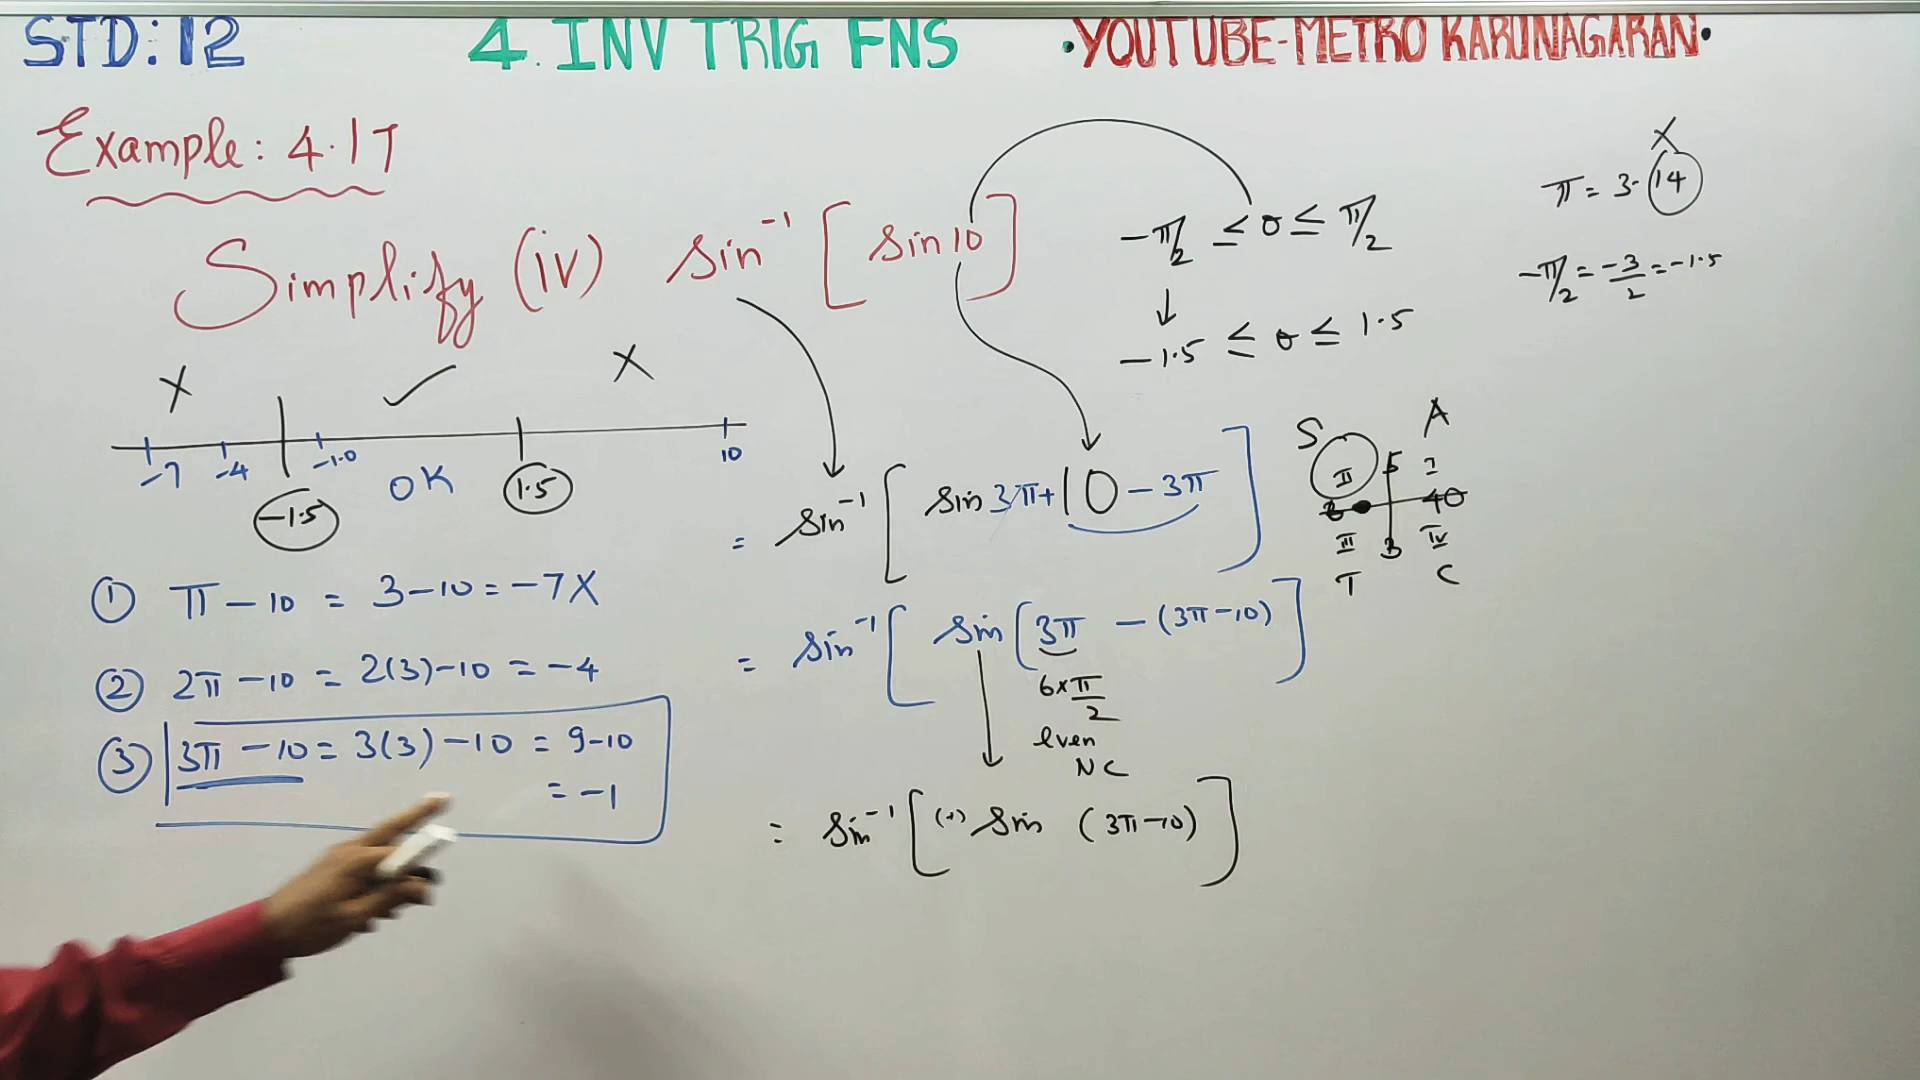 STD: 12 4. INV TRIG FNS •YOUTUBE-METRO KARUNAGARAN•
Example: 4.17
Simplify (iv) sin⁻¹ [ sin 10 ]
-π/2 ≤ θ ≤ π/2
-1.5 ≤ θ ≤ 1.5
X
π = 3.14
-π/2 = -3/2 = -1.5
X ✓ X
-7 -4 -1.0 10
-1.5 OK 1.5
① π - 10 = 3 - 10 = -7 X
② 2π - 10 = 2(3) - 10 = -4
③ 3π - 10 = 3(3) - 10 = 9-10
= -1
= sin⁻¹ [ sin 3π + 10 - 3π ]
= sin⁻¹ [ sin (3π - (3π-10) ]
6×π/2
even
NC
= sin⁻¹ [ (+) sin (3π-10) ]
S A
II 5 I
40
III 3 IV
T C